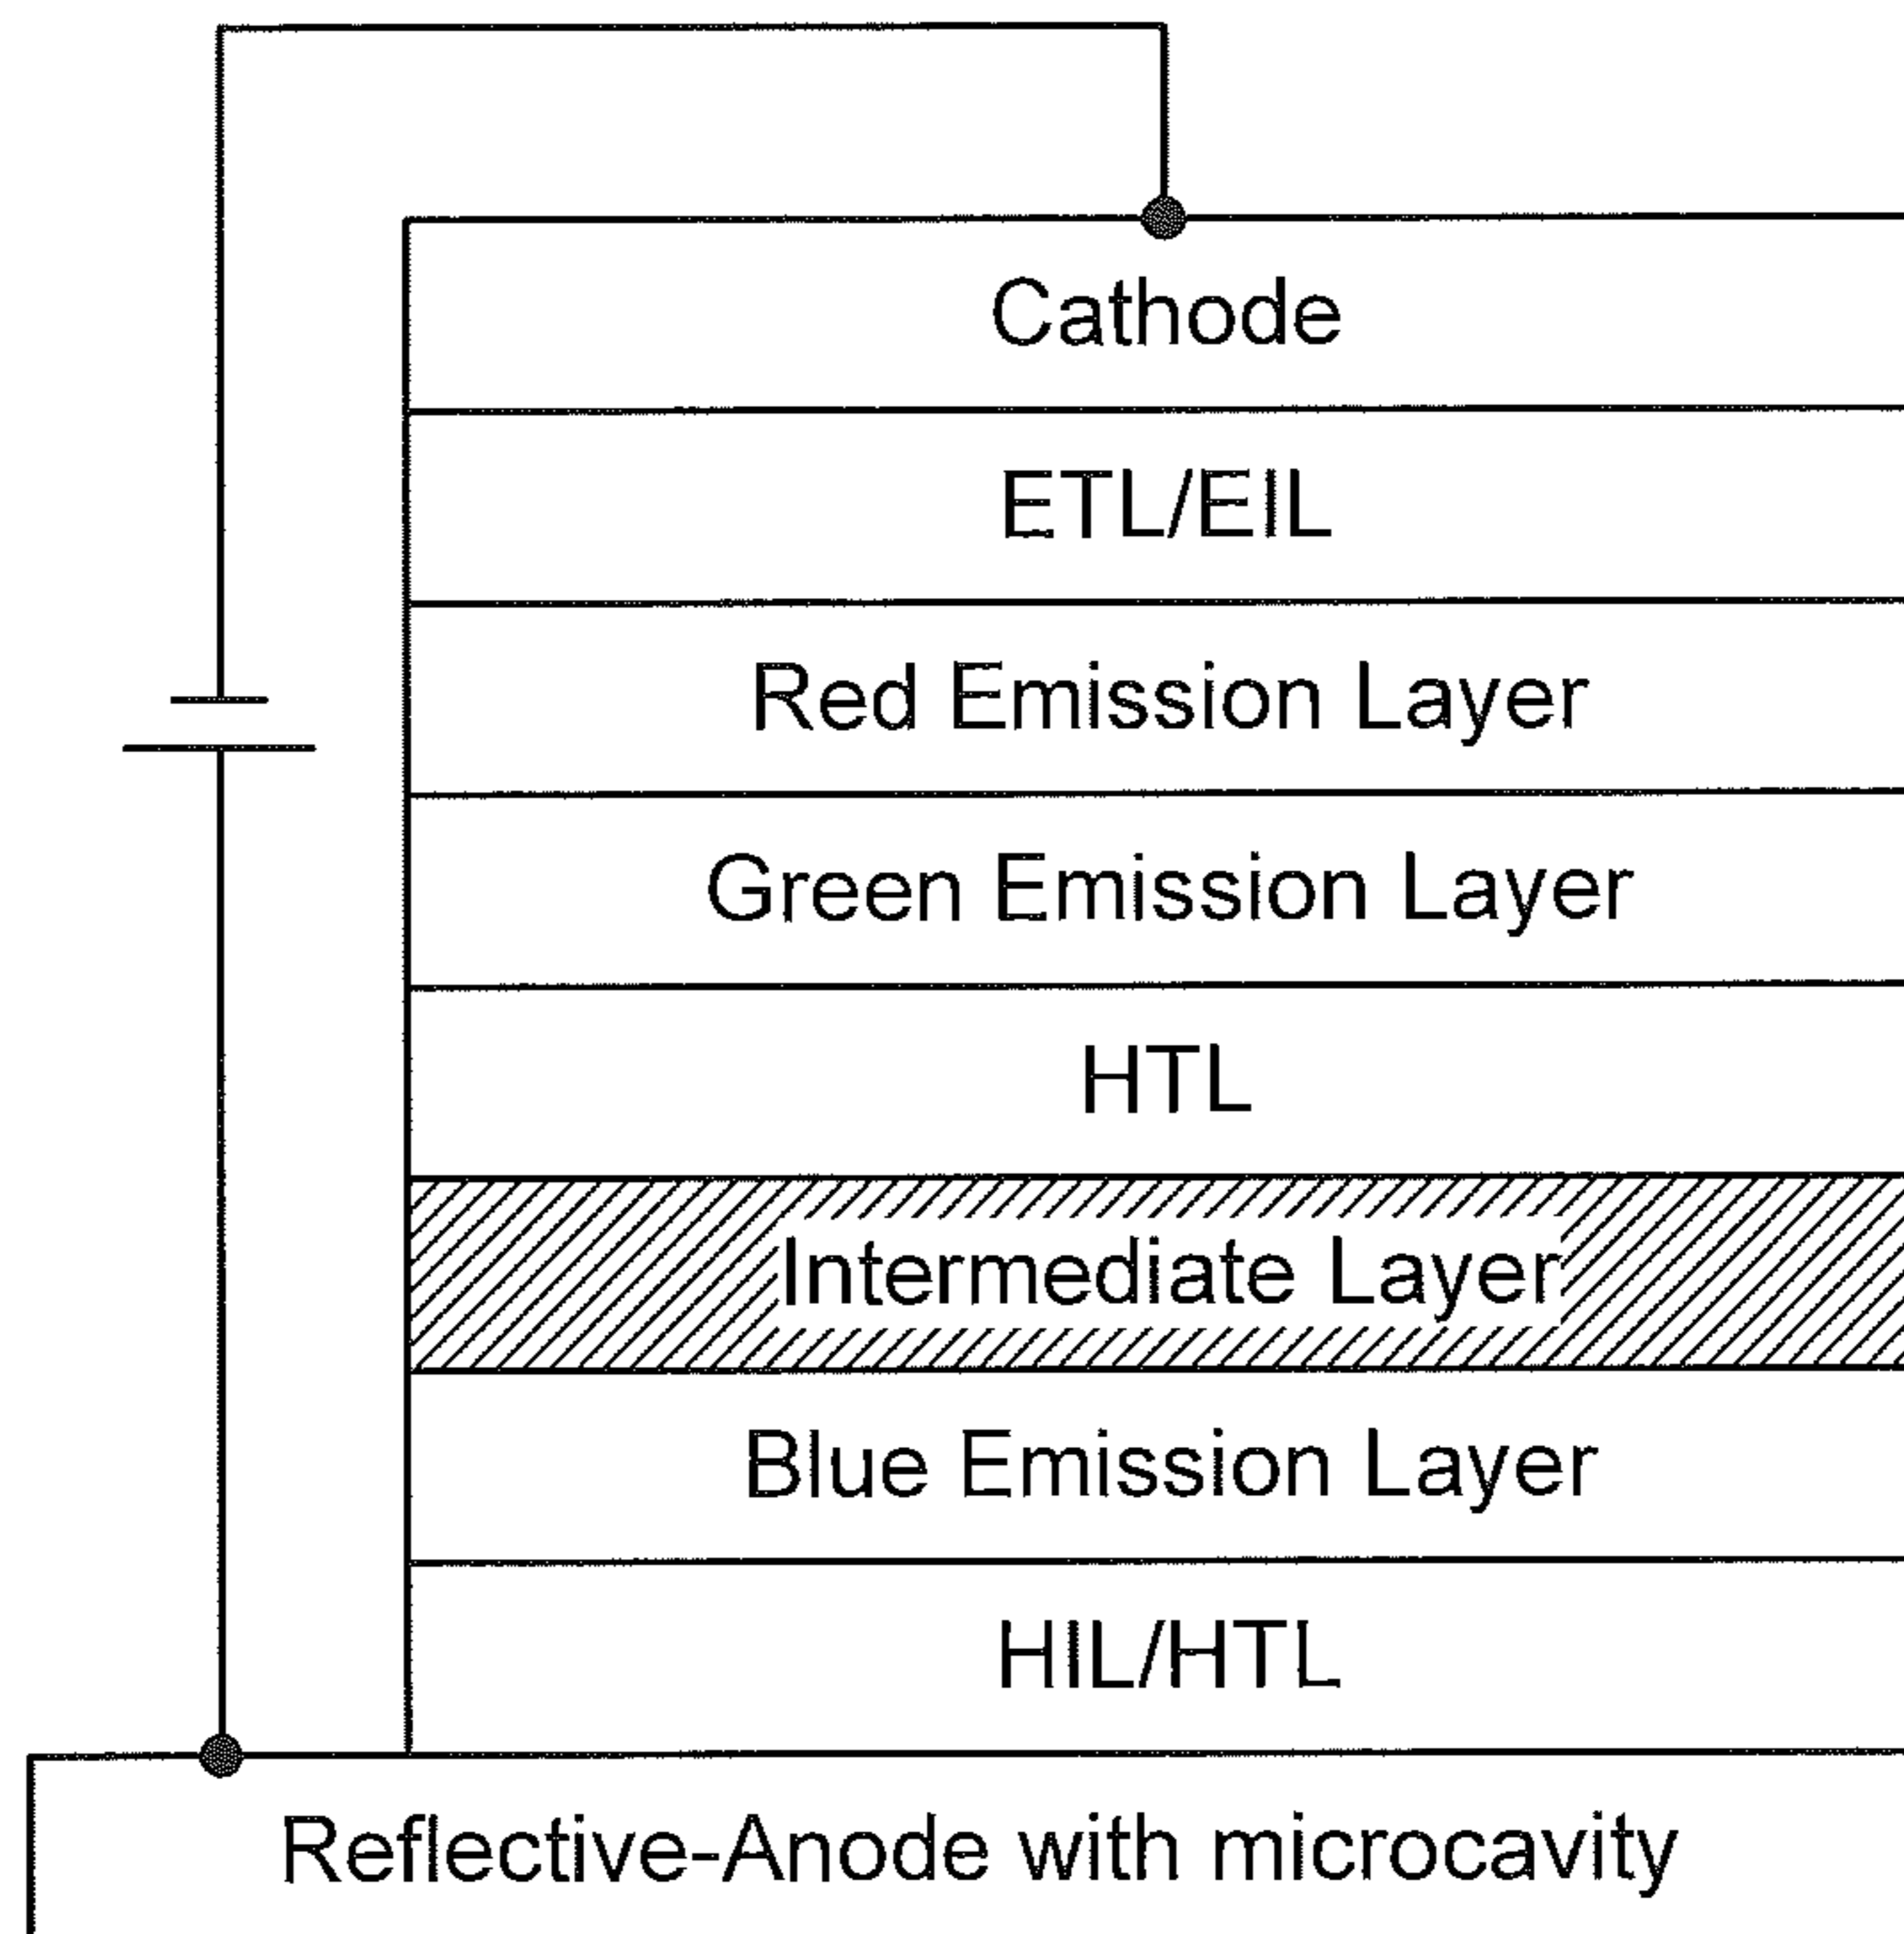 Cathode
ETL/EIL
Red Emission Layer
Green Emission Layer
HTL
Intermediate Layer
Blue Emission Layer
HIL/HTL
Reflective-Anode with microcavity